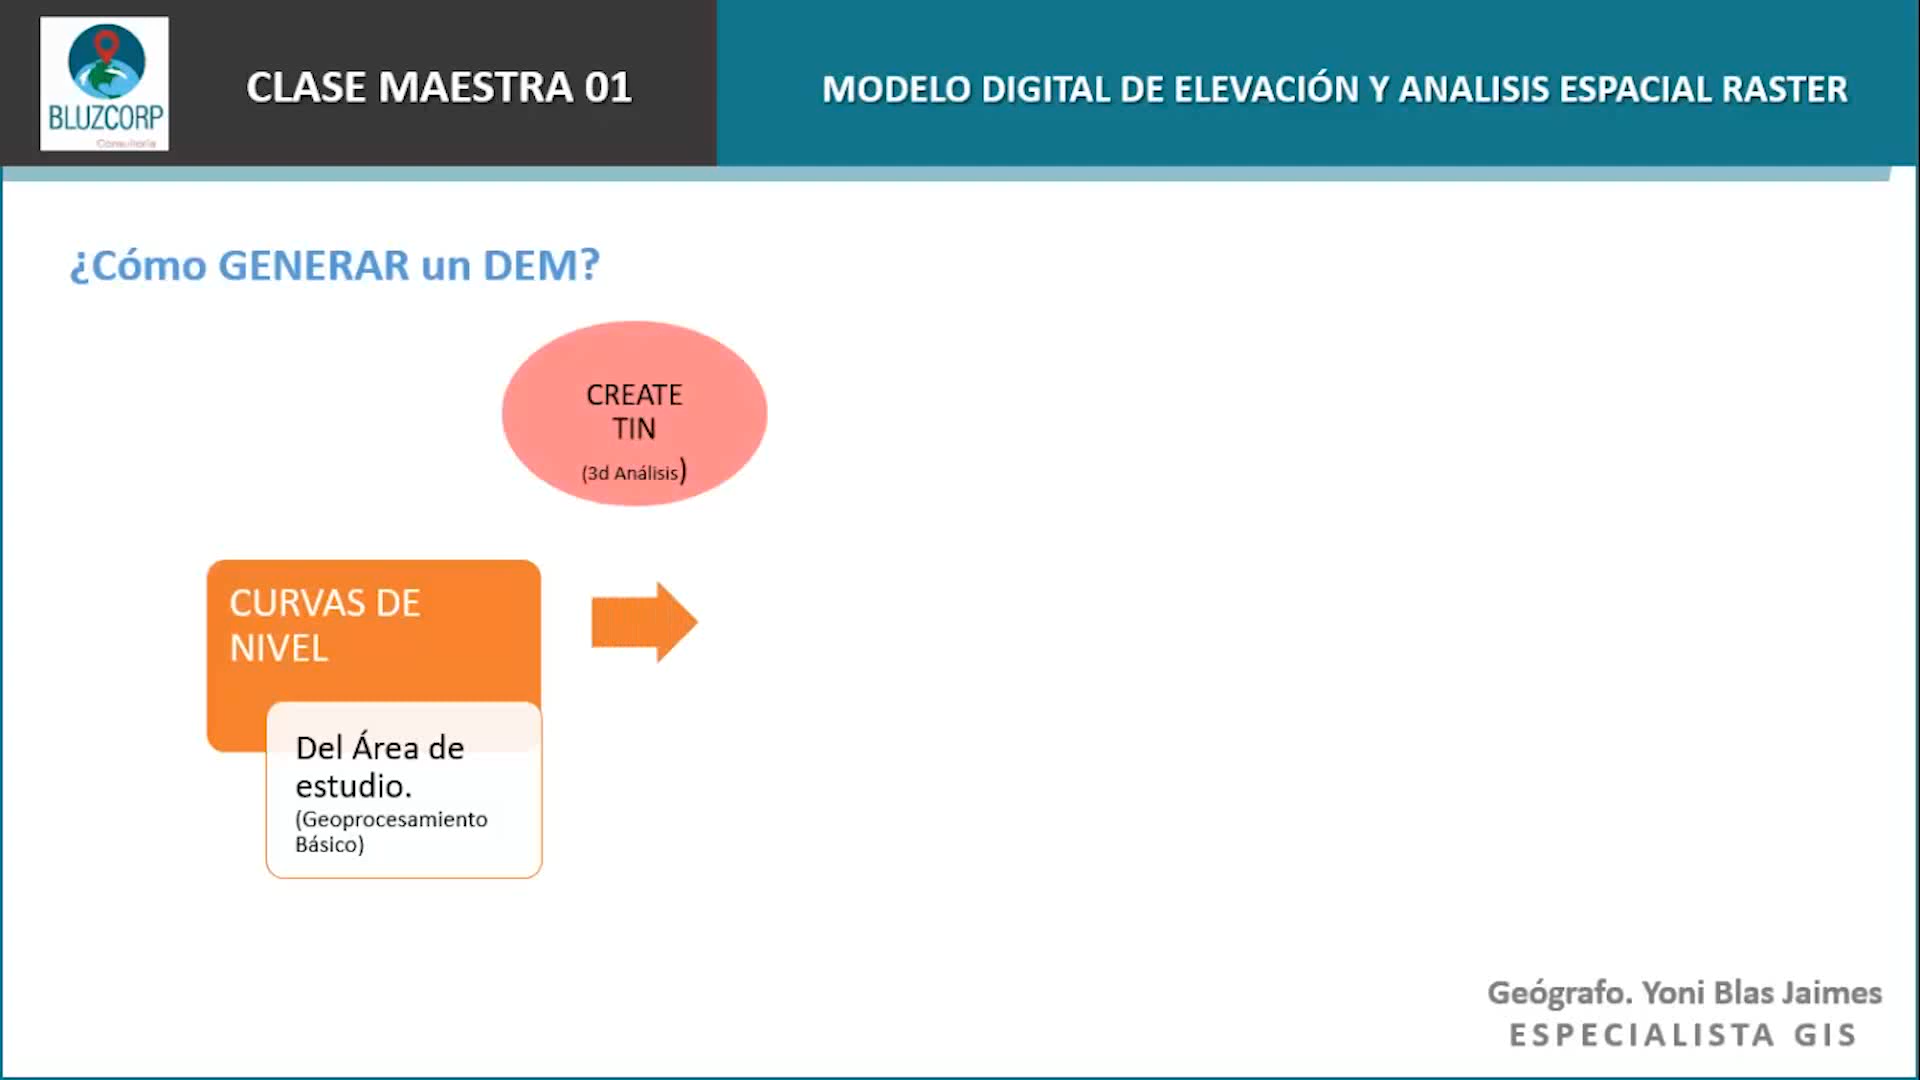 BLUZCORP
Consultoria
CLASE MAESTRA 01
MODELO DIGITAL DE ELEVACIÓN Y ANALISIS ESPACIAL RASTER
¿Cómo GENERAR un DEM?
CREATE
TIN
(3d Análisis)
CURVAS DE
NIVEL
Del Área de
estudio.
(Geoprocesamiento
Básico)
Geógrafo. Yoni Blas Jaimes
ESPECIALISTA GIS